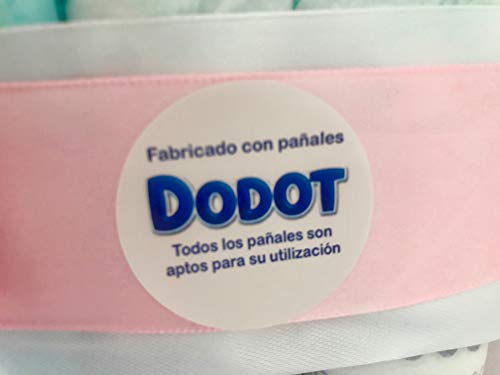 Fabricado con pañales
DODOT
Todos los pañales son
aptos para su utilización